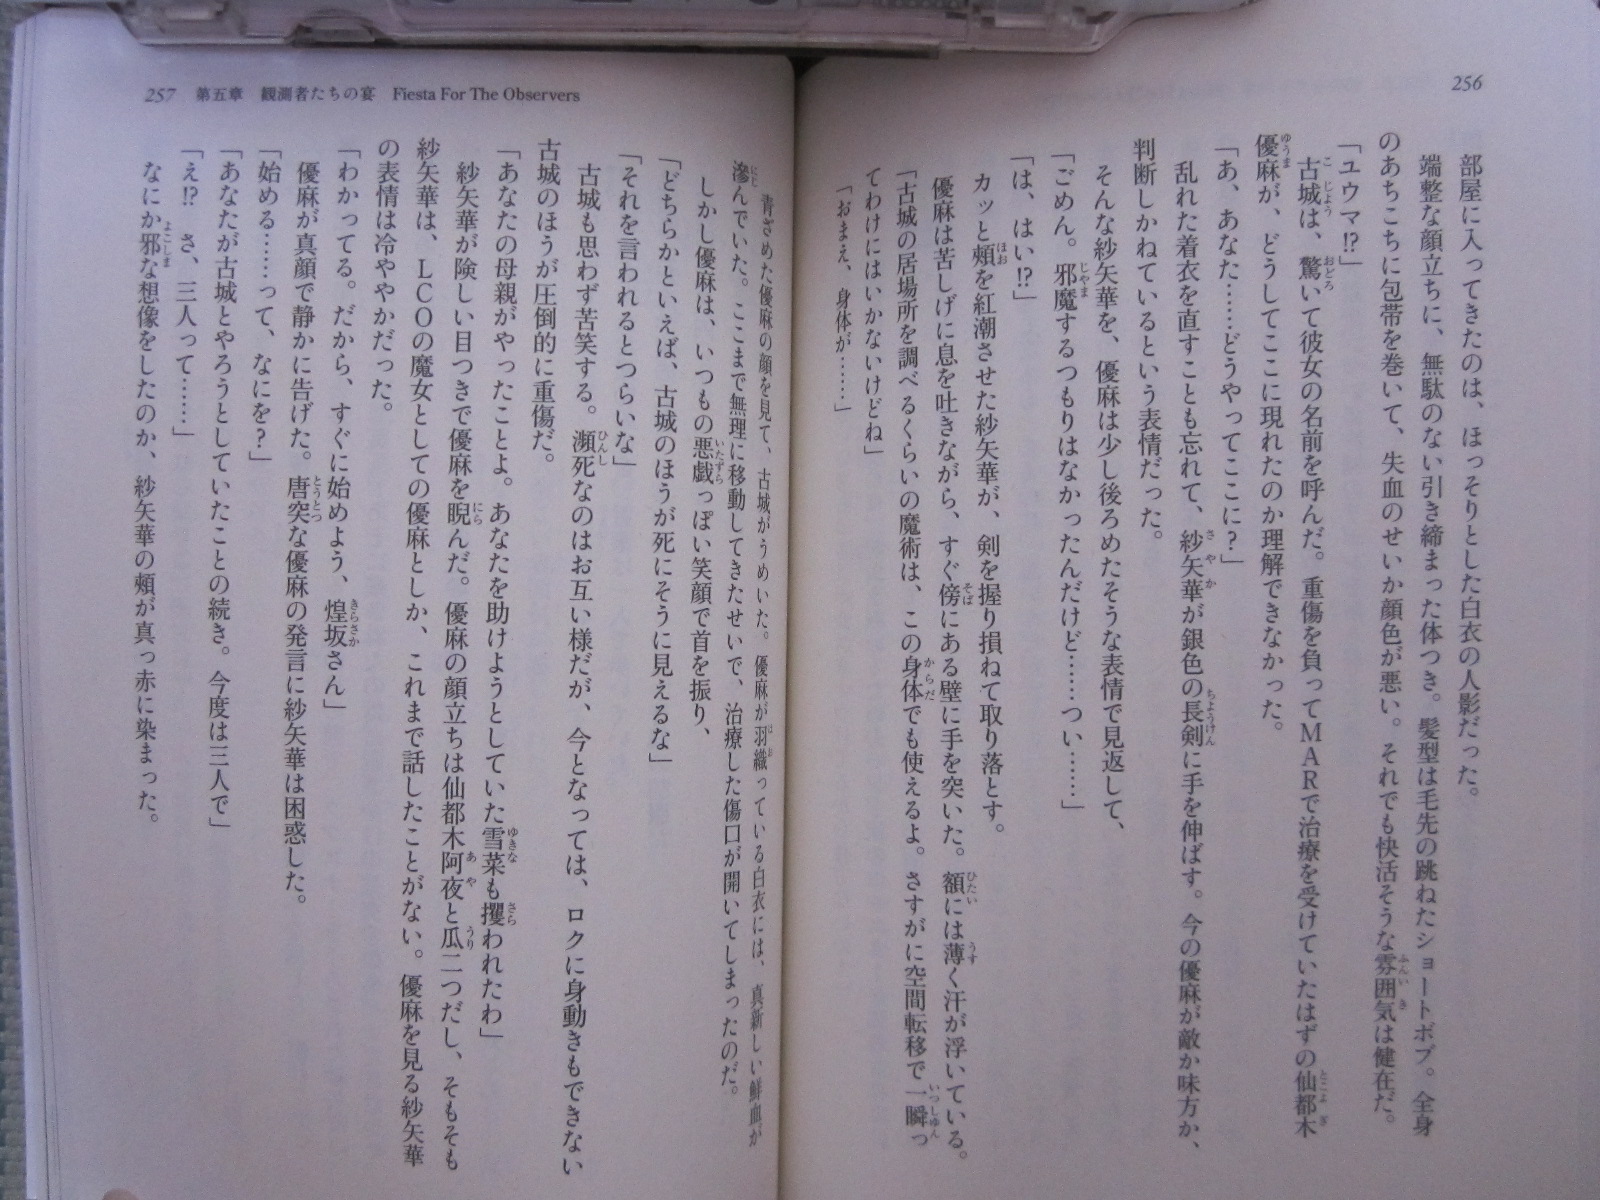 256
部屋に入ってきたのは、ほっそりとした白衣の人影だった。
端整な顔立ちに、無駄のない引き締まった体つき。髪型は毛先の跳ねたショートボブ。全身
のあちこちに包帯を巻いて、失血のせいか顔色が悪い。それでも快活そうな雰囲気は健在だ。
「ユウマ!?」
古城は、驚いて彼女の名前を呼んだ。重傷を負ってMARで治療を受けていたはずの仙都木
優麻が、どうしてここに現れたのか理解できなかった。
「あ、あなた……どうやってここに?」
乱れた着衣を直すことも忘れて、紗矢華が銀色の長剣に手を伸ばす。今の優麻が敵か味方か、
判断しかねているという表情だった。
そんな紗矢華を、優麻は少し後ろめたそうな表情で見返して、
「ごめん。邪魔するつもりはなかったんだけど……つい……」
「は、はい!?」
カッと頰を紅潮させた紗矢華が、剣を握り損ねて取り落とす。
優麻は苦しげに息を吐きながら、すぐ傍にある壁に手を突いた。額には薄く汗が浮いている。
「古城の居場所を調べるくらいの魔術は、この身体でも使えるよ。さすがに空間転移で一瞬っ
てわけにはいかないけどね」
「おまえ、身体が……」
257 第五章 観測者たちの宴 Fiesta For The Observers
青ざめた優麻の顔を見て、古城がうめいた。優麻が羽織っている白衣には、真新しい鮮血が
滲んでいた。ここまで無理に移動してきたせいで、治療した傷口が開いてしまったのだ。
しかし優麻は、いつもの悪戯っぽい笑顔で首を振り、
「どちらかといえば、古城のほうが死にそうに見えるな」
「それを言われるとつらいな」
古城も思わず苦笑する。瀕死なのはお互い様だが、今となっては、ロクに身動きもできない
古城のほうが圧倒的に重傷だ。
「あなたの母親がやったことよ。あなたを助けようとしていた雪菜も攫われたわ」
紗矢華が険しい目つきで優麻を睨んだ。優麻の顔立ちは仙都木阿夜と瓜二つだし、そもそも
紗矢華は、LCOの魔女としての優麻としか、これまで話したことがない。優麻を見る紗矢華
の表情は冷ややかだった。
「わかってる。だから、すぐに始めよう、煌坂さん」
優麻が真顔で静かに告げた。唐突な優麻の発言に紗矢華は困惑した。
「始める……って、なにを?」
「あなたが古城とやろうとしていたことの続き。今度は三人で」
「え!? さ、三人って……」
なにか邪な想像をしたのか、紗矢華の頰が真っ赤に染まった。